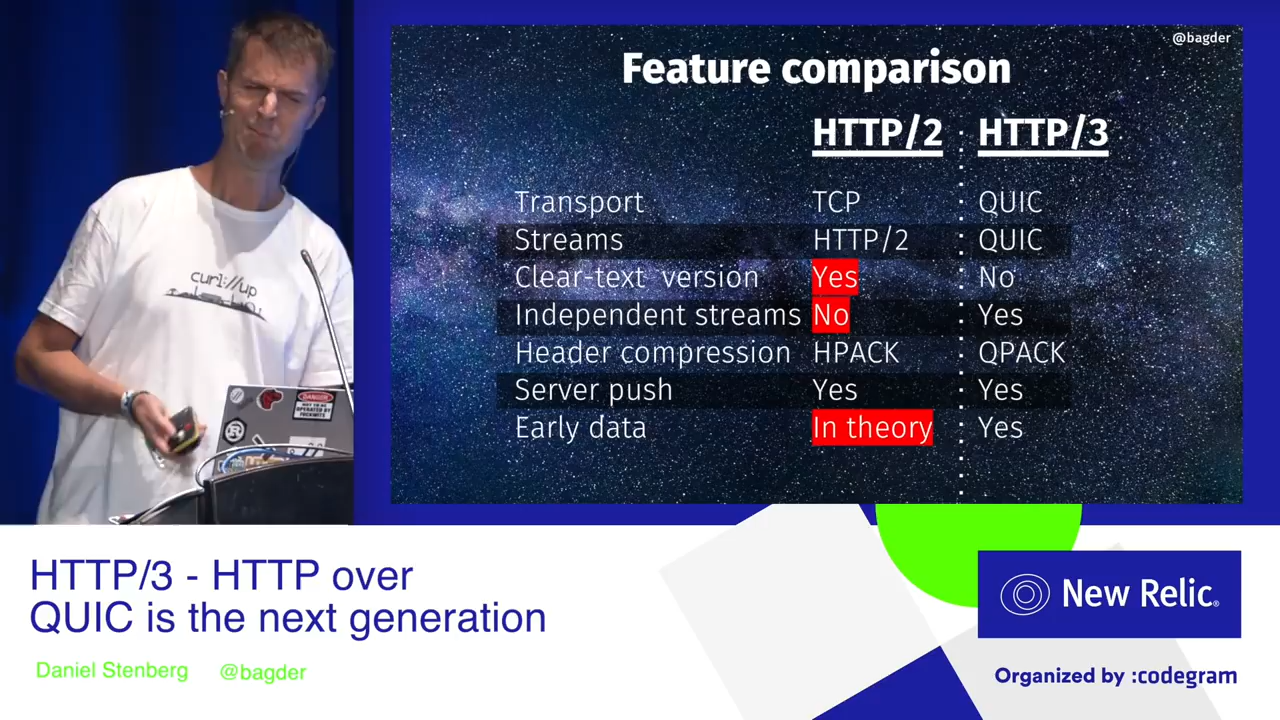 @bagder
Feature comparison
HTTP/2 HTTP/3
Transport TCP QUIC
Streams HTTP/2 QUIC
Clear-text version Yes No
Independent streams No Yes
Header compression HPACK QPACK
Server push Yes Yes
Early data In theory Yes
curl://up
DANGER
HTTP/3 - HTTP over
QUIC is the next generation
Daniel Stenberg @bagder
New Relic®
Organized by :codegram